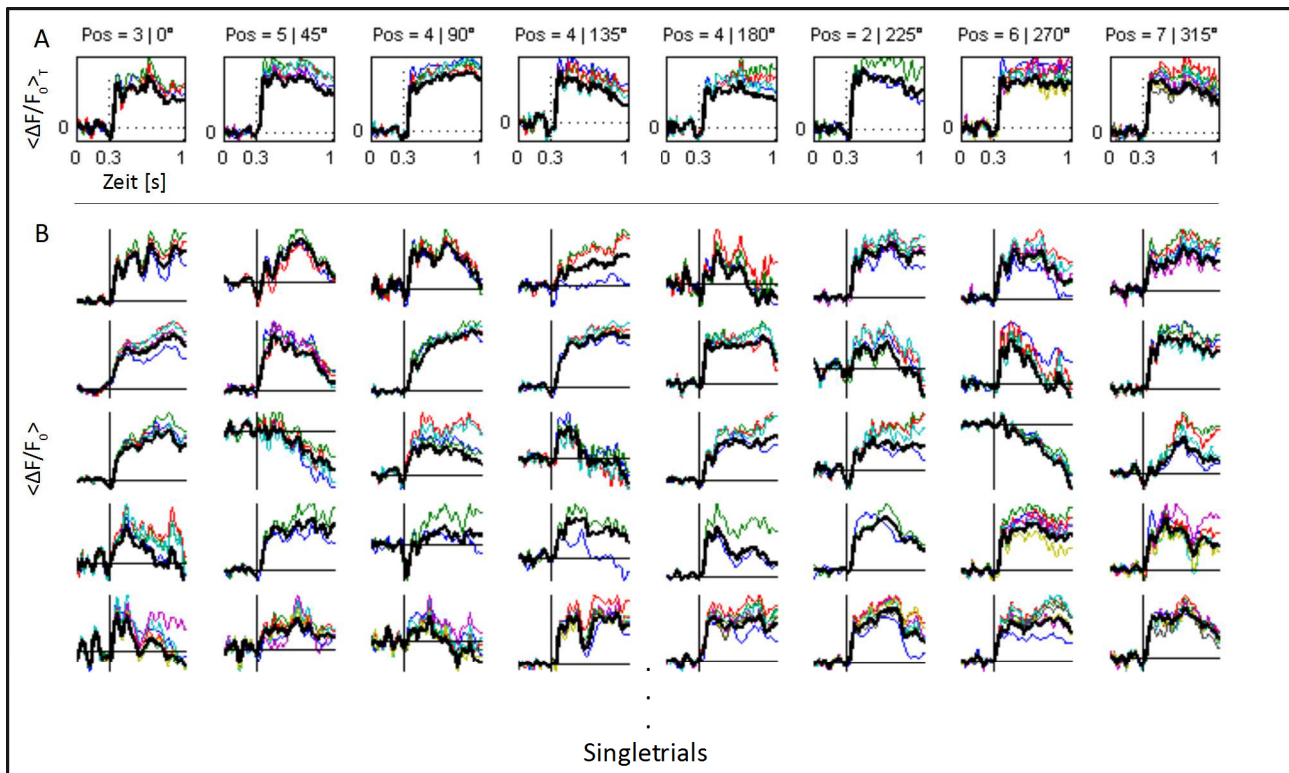 A
Pos = 3 | 0° Pos = 5 | 45° Pos = 4 | 90° Pos = 4 | 135° Pos = 4 | 180° Pos = 2 | 225° Pos = 6 | 270° Pos = 7 | 315°
<ΔF/F₀>T
0 0 0 0 0 0 0 0
0 0.3 1 0 0.3 1 0 0.3 1 0 0.3 1 0 0.3 1 0 0.3 1 0 0.3 1 0 0.3 1
Zeit [s]
B
<ΔF/F₀>
.
.
.
Singletrials